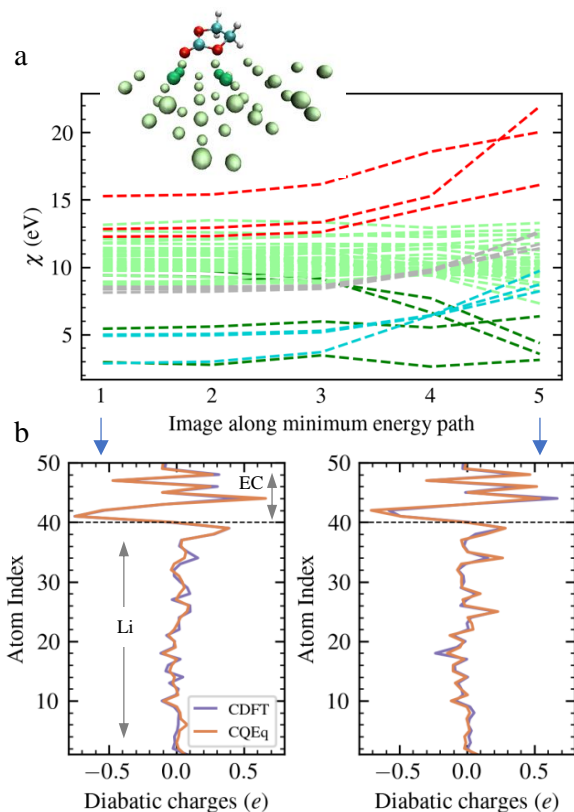 a
20
15
10
5
χ (eV)
1 2 3 4 5
Image along minimum energy path
b
50
40
30
20
10
Atom Index
EC
Li
CDFT
CQEq
−0.5 0.0 0.5
Diabatic charges (e)
50
40
30
20
10
Atom Index
−0.5 0.0 0.5
Diabatic charges (e)